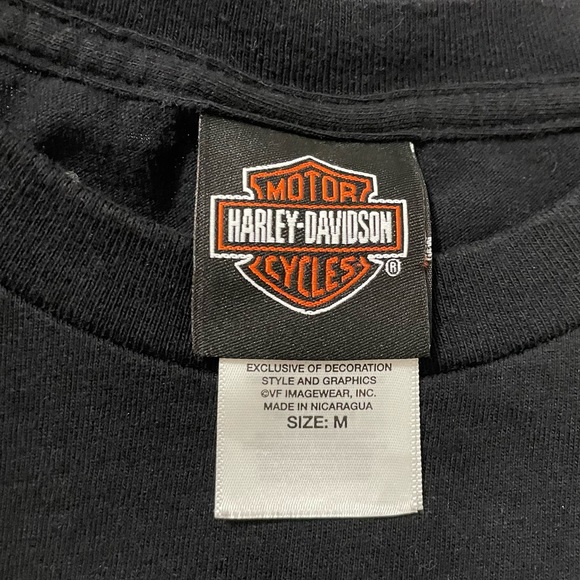 MOTOR
HARLEY-DAVIDSON
CYCLES
®
EXCLUSIVE OF DECORATION
STYLE AND GRAPHICS
©VF IMAGEWEAR, INC.
MADE IN NICARAGUA
SIZE: M